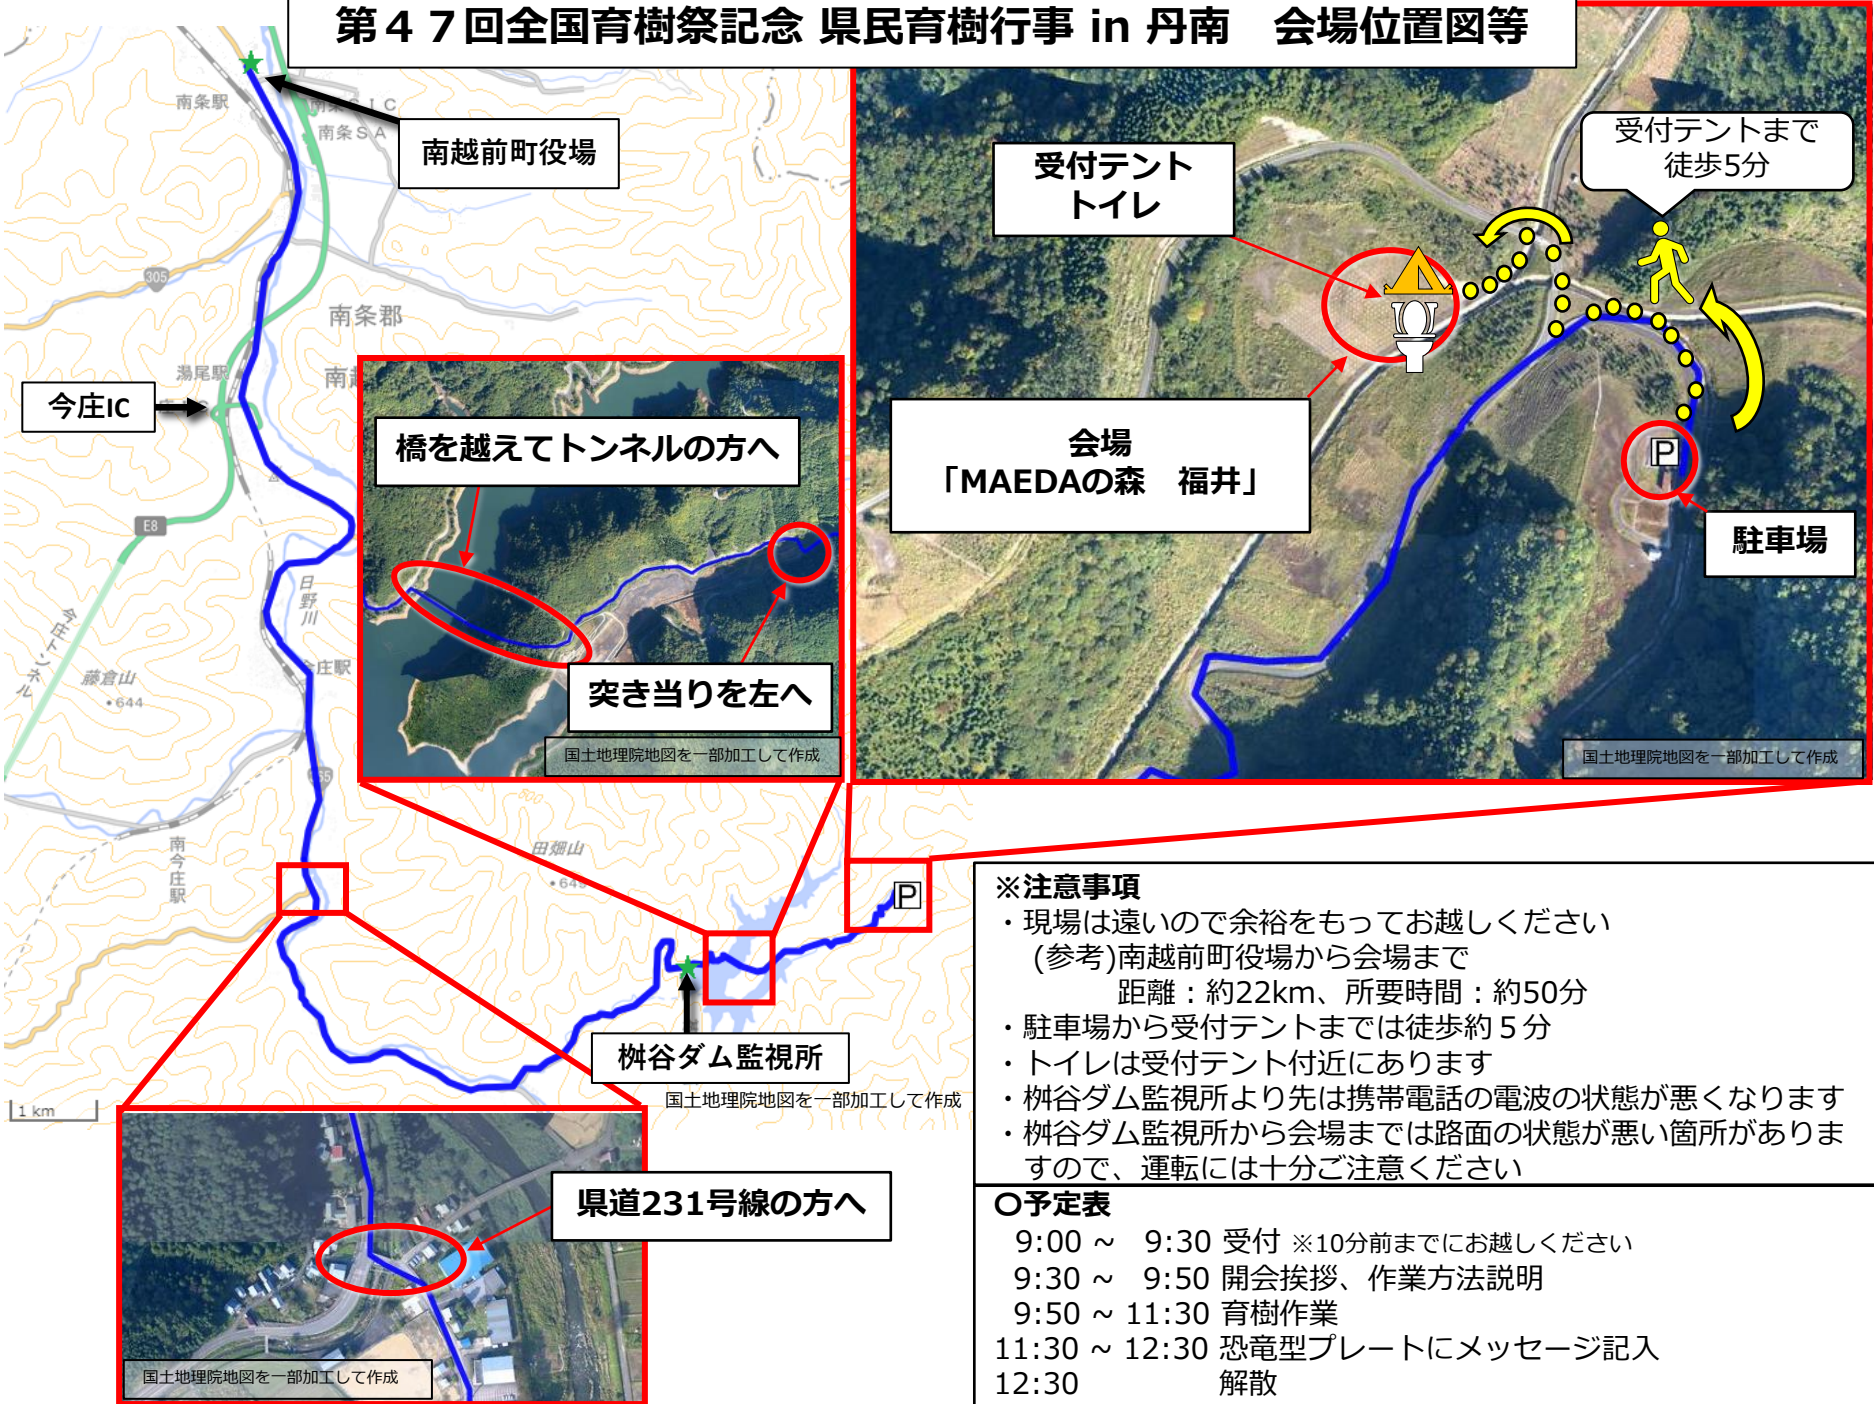 第４７回全国育樹祭記念 県民育樹行事 in 丹南　会場位置図等
南条駅
南条SA
南越前町役場
305
南条郡
湯尾駅
今庄IC
E8
日野川
今庄トンネル
藤倉山
・644
南今庄駅
田畑山
P
桝谷ダム監視所
国土地理院地図を一部加工して作成
1 km
橋を越えてトンネルの方へ
突き当りを左へ
国土地理院地図を一部加工して作成
受付テント
トイレ
受付テントまで
徒歩5分
会場
「MAEDAの森　福井」
P
駐車場
国土地理院地図を一部加工して作成
県道231号線の方へ
国土地理院地図を一部加工して作成
※注意事項
・現場は遠いので余裕をもってお越しください
(参考)南越前町役場から会場まで
距離：約22km、所要時間：約50分
・駐車場から受付テントまでは徒歩約５分
・トイレは受付テント付近にあります
・桝谷ダム監視所より先は携帯電話の電波の状態が悪くなります
・桝谷ダム監視所から会場までは路面の状態が悪い箇所がありま
すので、運転には十分ご注意ください
〇予定表
9:00 ~ 9:30 受付 ※10分前までにお越しください
9:30 ~ 9:50 開会挨拶、作業方法説明
9:50 ~ 11:30 育樹作業
11:30 ~ 12:30 恐竜型プレートにメッセージ記入
12:30 解散